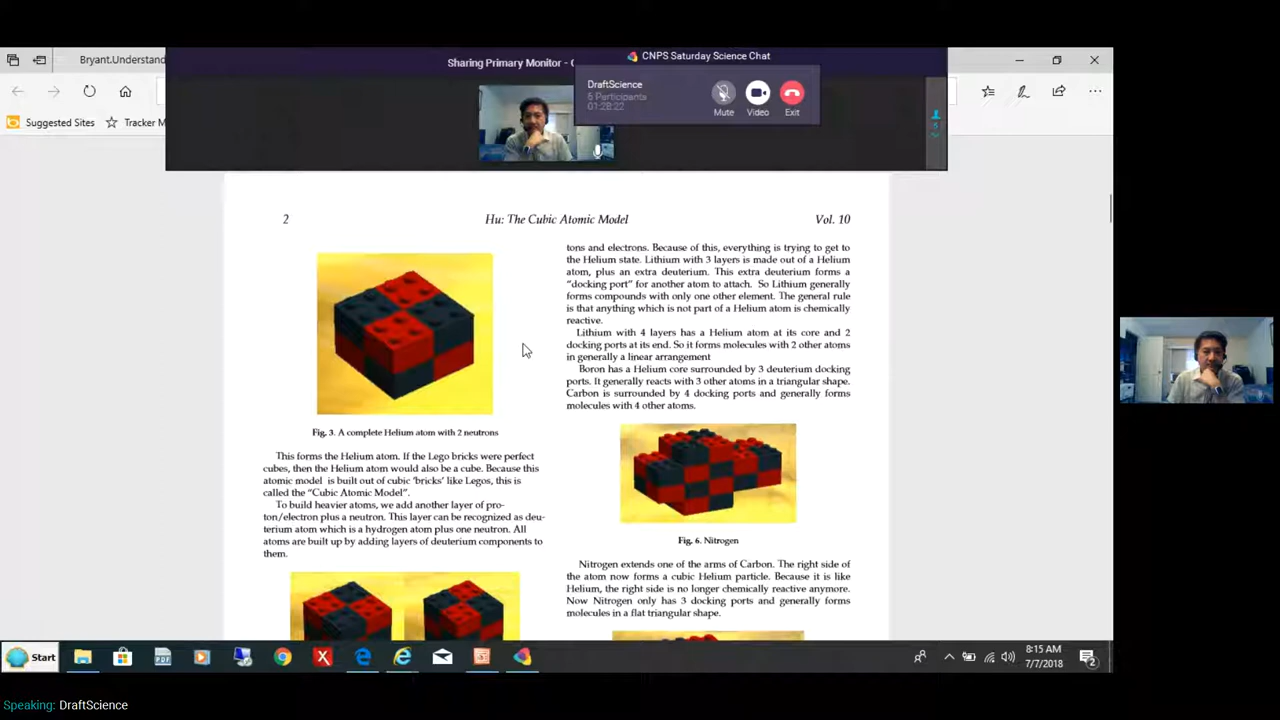 CNPS Saturday Science Chat
Bryant.Understand
Sharing Primary Monitor - C
DraftScience
5 Participants
01:28:22
Mute
Video
Exit
Suggested Sites
Tracker M
2
Hu: The Cubic Atomic Model
Vol. 10
Fig. 3. A complete Helium atom with 2 neutrons
This forms the Helium atom. If the Lego bricks were perfect
cubes, then the Helium atom would also be a cube. Because this
atomic model is built out of cubic 'bricks' like Legos, this is
called the "Cubic Atomic Model".
To build heavier atoms, we add another layer of pro-
ton/electron plus a neutron. This layer can be recognized as deu-
terium atom which is a hydrogen atom plus one neutron. All
atoms are built up by adding layers of deuterium components to
them.
tons and electrons. Because of this, everything is trying to get to
the Helium state. Lithium with 3 layers is made out of a Helium
atom, plus an extra deuterium. This extra deuterium forms a
"docking port" for another atom to attach. So Lithium generally
forms compounds with only one other element. The general rule
is that anything which is not part of a Helium atom is chemically
reactive.
Lithium with 4 layers has a Helium atom at its core and 2
docking ports at its end. So it forms molecules with 2 other atoms
in generally a linear arrangement
Boron has a Helium core surrounded by 3 deuterium docking
ports. It generally reacts with 3 other atoms in a triangular shape.
Carbon is surrounded by 4 docking ports and generally forms
molecules with 4 other atoms.
Fig. 6. Nitrogen
Nitrogen extends one of the arms of Carbon. The right side of
the atom now forms a cubic Helium particle. Because it is like
Helium, the right side is no longer chemically reactive anymore.
Now Nitrogen only has 3 docking ports and generally forms
molecules in a flat triangular shape.
Start
PDF
8:15 AM
7/7/2018
2
Speaking: DraftScience